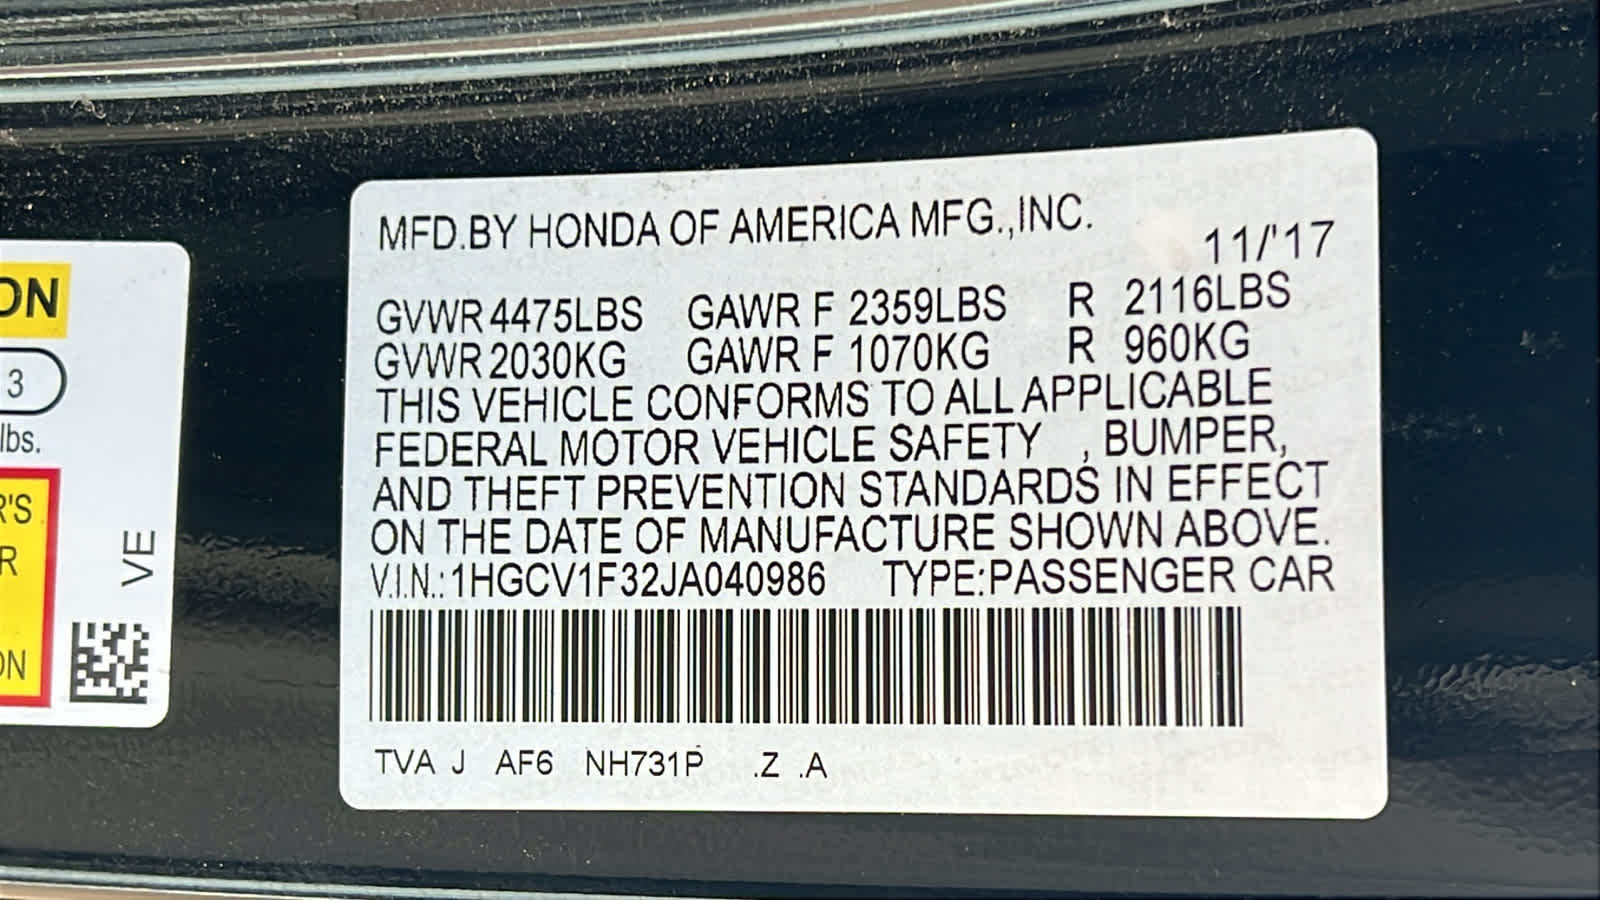 MFD.BY HONDA OF AMERICA MFG.,INC.
11/'17
GVWR 4475LBS GAWR F 2359LBS R 2116LBS
GVWR 2030KG GAWR F 1070KG R 960KG
THIS VEHICLE CONFORMS TO ALL APPLICABLE
FEDERAL MOTOR VEHICLE SAFETY , BUMPER,
AND THEFT PREVENTION STANDARDS IN EFFECT
ON THE DATE OF MANUFACTURE SHOWN ABOVE.
V.I.N.: 1HGCV1F32JA040986 TYPE:PASSENGER CAR
TVA J AF6 NH731P .Z .A
ON
3
lbs.
R'S
R
ON
VE